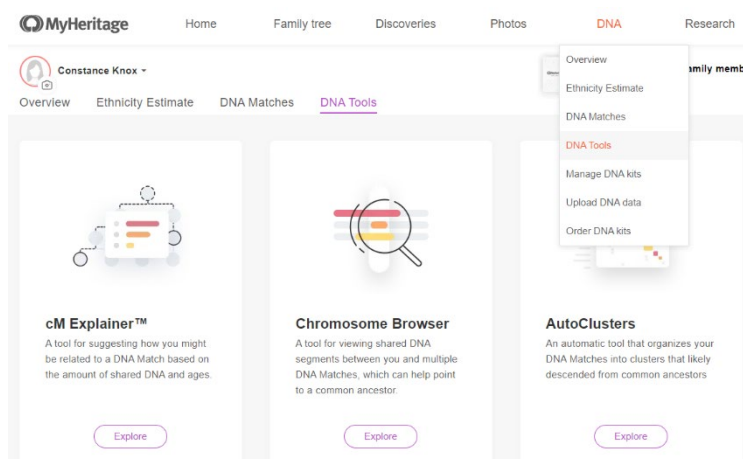 MyHeritage Home Family tree Discoveries Photos DNA Research
Constance Knox
Overview Ethnicity Estimate DNA Matches DNA Tools
Overview
Ethnicity Estimate
DNA Matches
DNA Tools
Manage DNA kits
Upload DNA data
Order DNA kits
amily memb
cM Explainer™
A tool for suggesting how you might
be related to a DNA Match based on
the amount of shared DNA and ages.
Explore
Chromosome Browser
A tool for viewing shared DNA
segments between you and multiple
DNA Matches, which can help point
to a common ancestor.
Explore
AutoClusters
An automatic tool that organizes your
DNA Matches into clusters that likely
descended from common ancestors
Explore